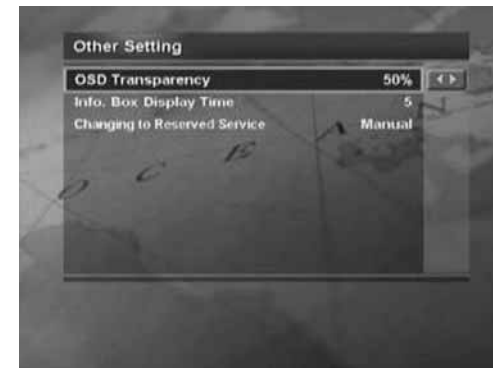 Other Setting
OSD Transparency 50%
Info. Box Display Time 5
Changing to Reserved Service Manual
O C E A N